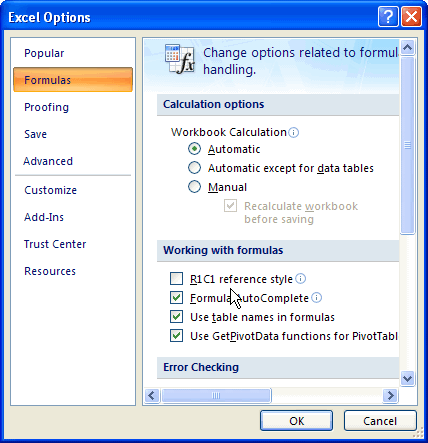 Excel Options
Popular
Formulas
Proofing
Save
Advanced
Customize
Add-Ins
Trust Center
Resources
Change options related to formul
handling.
Calculation options
Workbook Calculation
Automatic
Automatic except for data tables
Manual
Recalculate workbook
before saving
Working with formulas
R1C1 reference style
Formula AutoComplete
Use table names in formulas
Use GetPivotData functions for PivotTabl
Error Checking
OK
Cancel